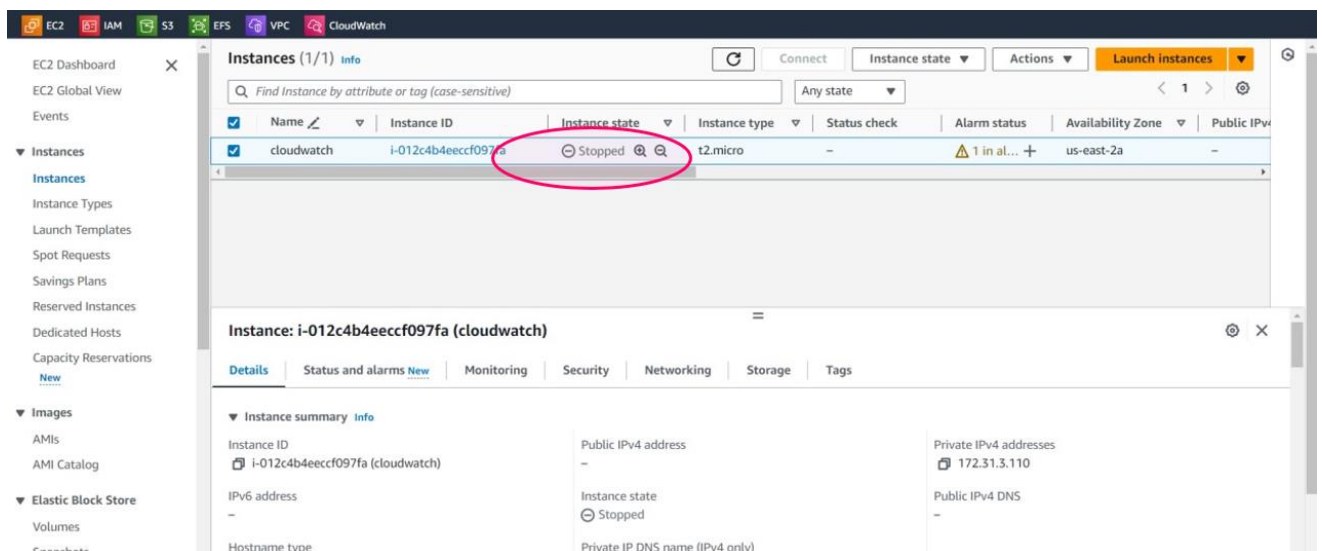 EC2 IAM S3 EFS VPC CloudWatch
EC2 Dashboard
EC2 Global View
Events
Instances
Instances
Instance Types
Launch Templates
Spot Requests
Savings Plans
Reserved Instances
Dedicated Hosts
Capacity Reservations
New
Images
AMIs
AMI Catalog
Elastic Block Store
Volumes
Snapshots
Instances (1/1) Info
Connect
Instance state
Actions
Launch instances
Find Instance by attribute or tag (case-sensitive)
Any state
1
Name Instance ID Instance state Instance type Status check Alarm status Availability Zone Public IPv4
cloudwatch i-012c4b4eeccf097fa Stopped t2.micro – 1 in al... us-east-2a –
Instance: i-012c4b4eeccf097fa (cloudwatch)
Details Status and alarms New Monitoring Security Networking Storage Tags
Instance summary Info
Instance ID
i-012c4b4eeccf097fa (cloudwatch)
Public IPv4 address
–
Private IPv4 addresses
172.31.3.110
IPv6 address
–
Instance state
Stopped
Public IPv4 DNS
–
Hostname type
Private IP DNS name (IPv4 only)